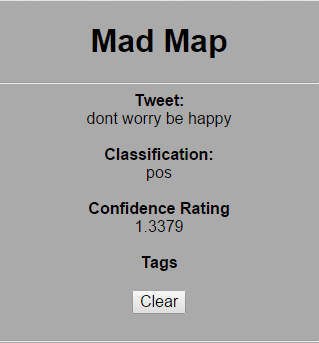 Mad Map
Tweet:
dont worry be happy
Classification:
pos
Confidence Rating
1.3379
Tags
Clear